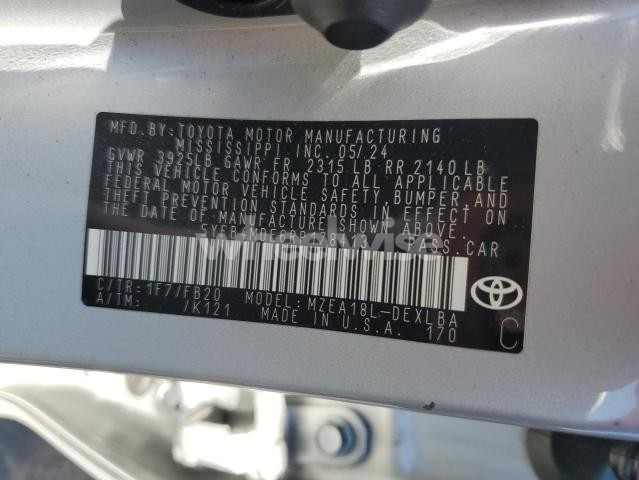 MFD. BY: TOYOTA MOTOR MANUFACTURING
MISSISSIPPI, INC. 05/24
GVWR 3925LB GAWR FR 2315 LB RR 2140 LB
THIS VEHICLE CONFORMS TO ALL APPLICABLE
FEDERAL MOTOR VEHICLE SAFETY, BUMPER, AND
THEFT PREVENTION STANDARDS IN EFFECT ON
THE DATE OF MANUFACTURE SHOWN ABOVE.
PASS. CAR
wheelwise
C/TR: 1F7/FB20 MODEL: MZEA18L-DEXLBA
A/TM: /K121 MADE IN U.S.A. 170
TOYOTA
C